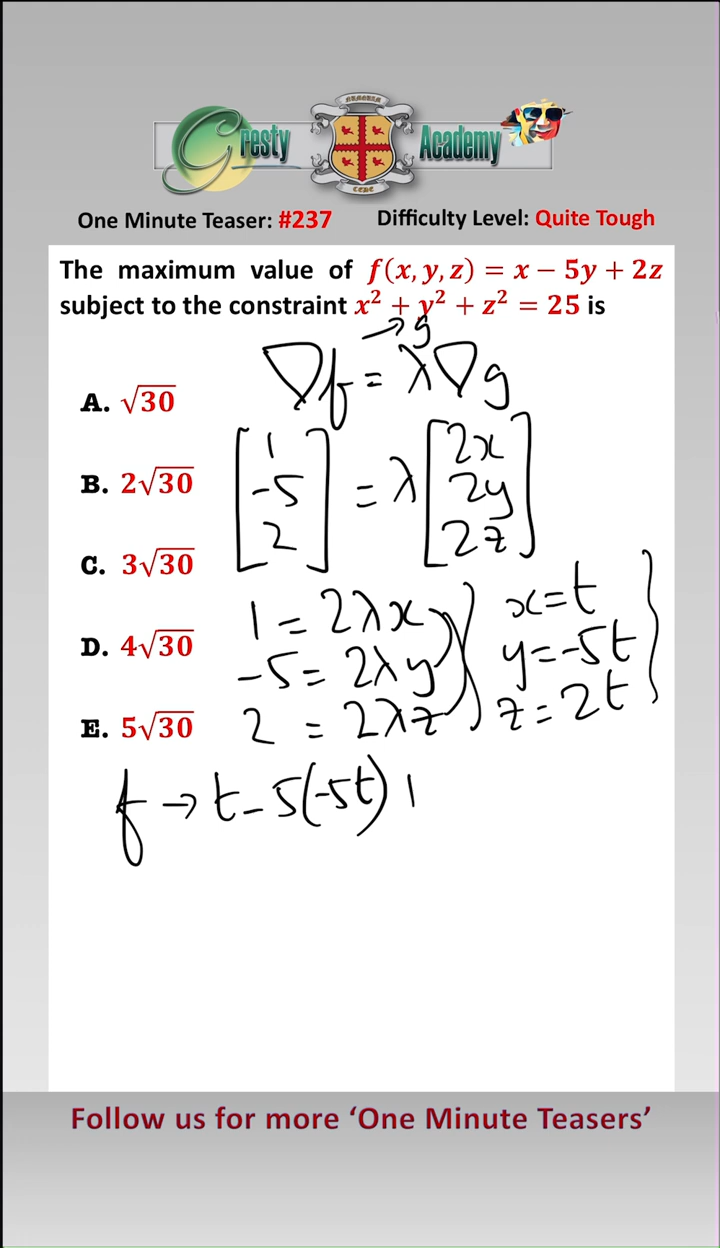 NUMQUAM
Gresty Academy
CEDE
One Minute Teaser: #237 Difficulty Level: Quite Tough
The maximum value of f(x, y, z) = x − 5y + 2z
subject to the constraint x² + y² + z² = 25 is
→ g
∇f = λ∇g
A. √30
B. 2√30
C. 3√30
D. 4√30
E. 5√30
[1 -5 2] = λ[2x 2y 2z]
1 = 2λx
-5 = 2λy
2 = 2λz
x = t
y = -5t
z = 2t
f → t - 5(-5t)
Follow us for more ‘One Minute Teasers’